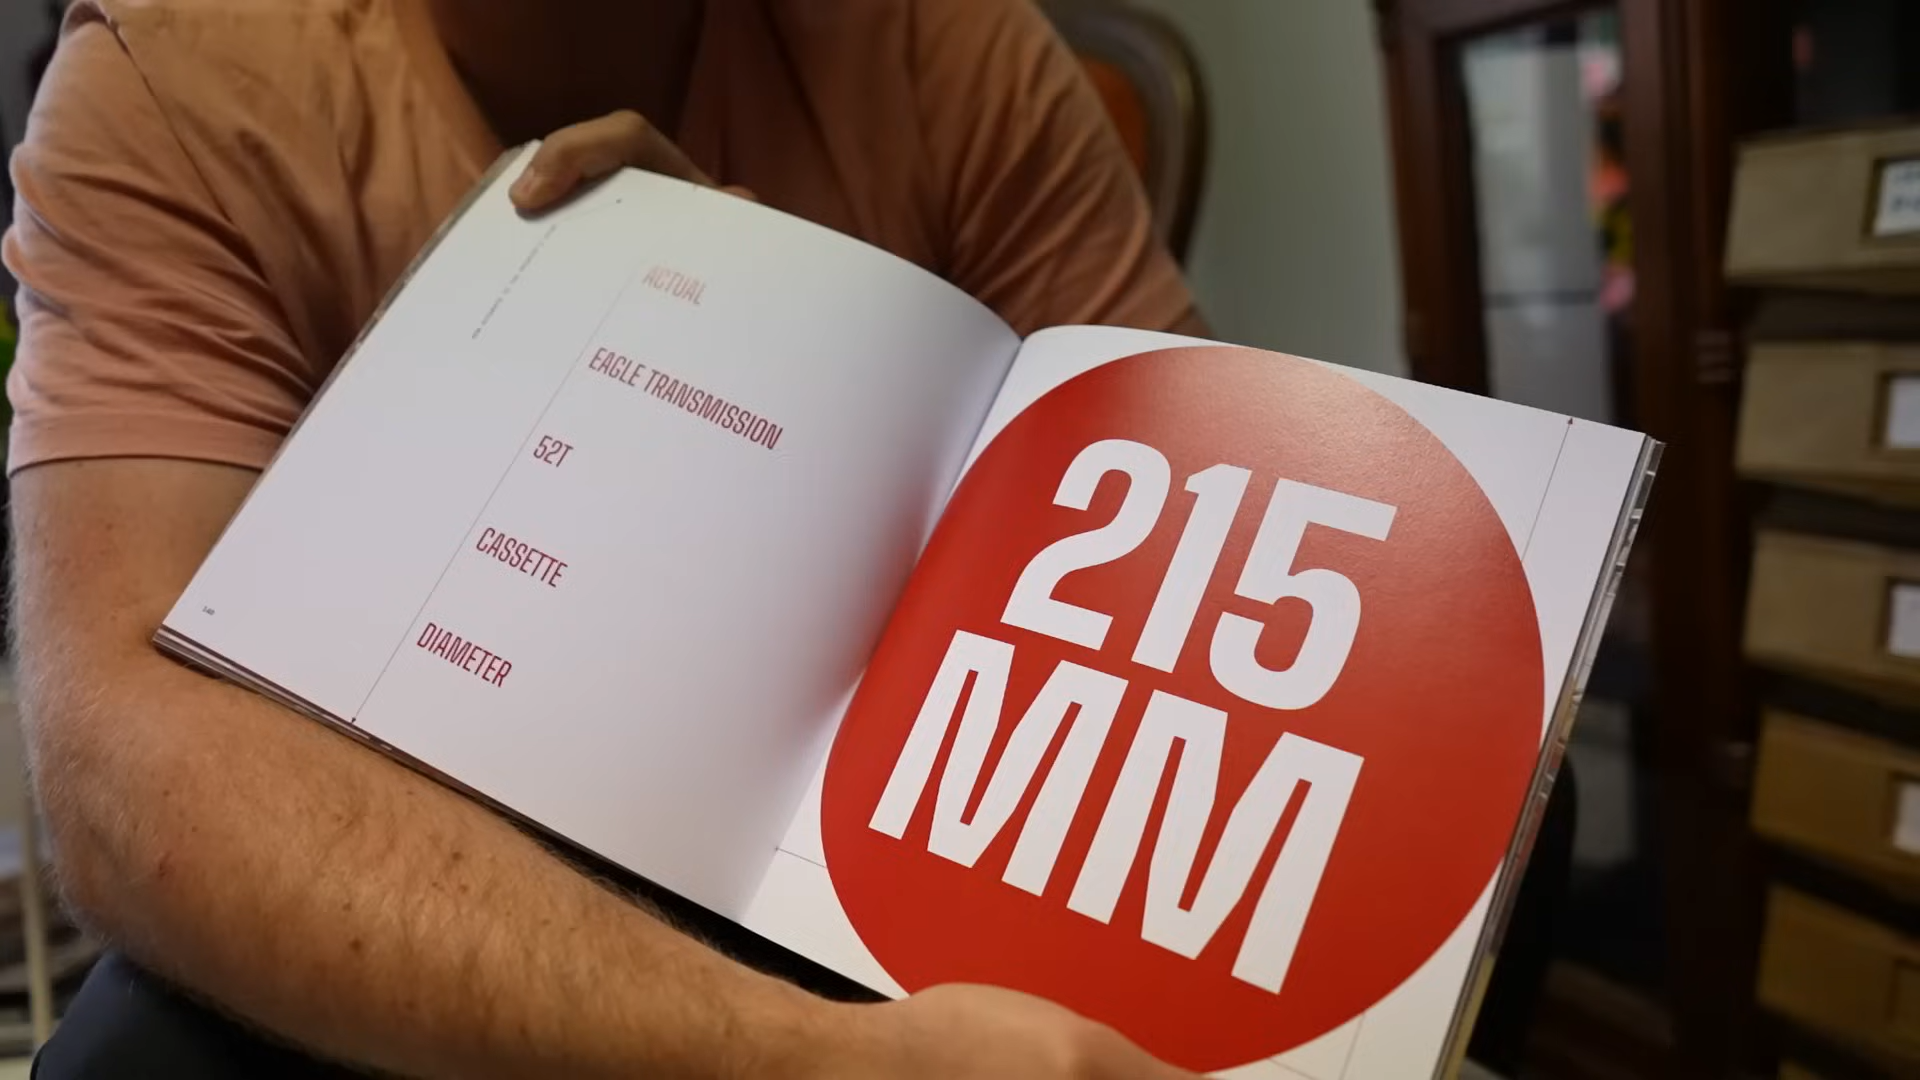 ACTUAL
EAGLE TRANSMISSION
52T
CASSETTE
DIAMETER
215
MM